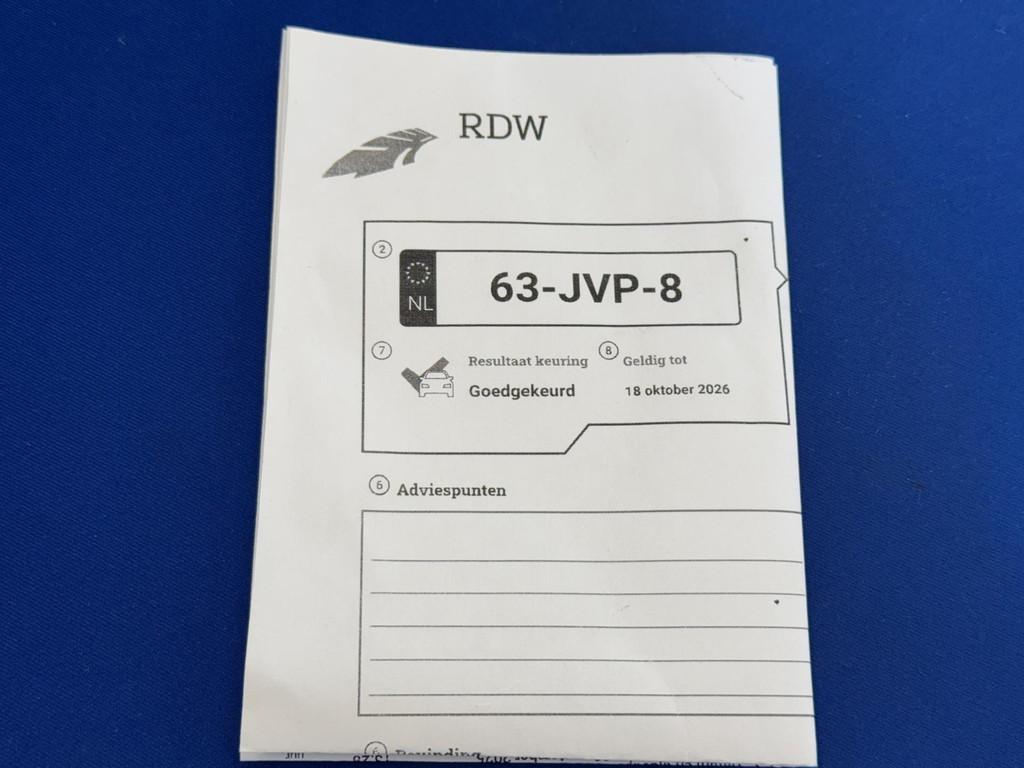 RDW
2
NL
63-JVP-8
7
Resultaat keuring
8
Geldig tot
Goedgekeurd
18 oktober 2026
6
Adviespunten